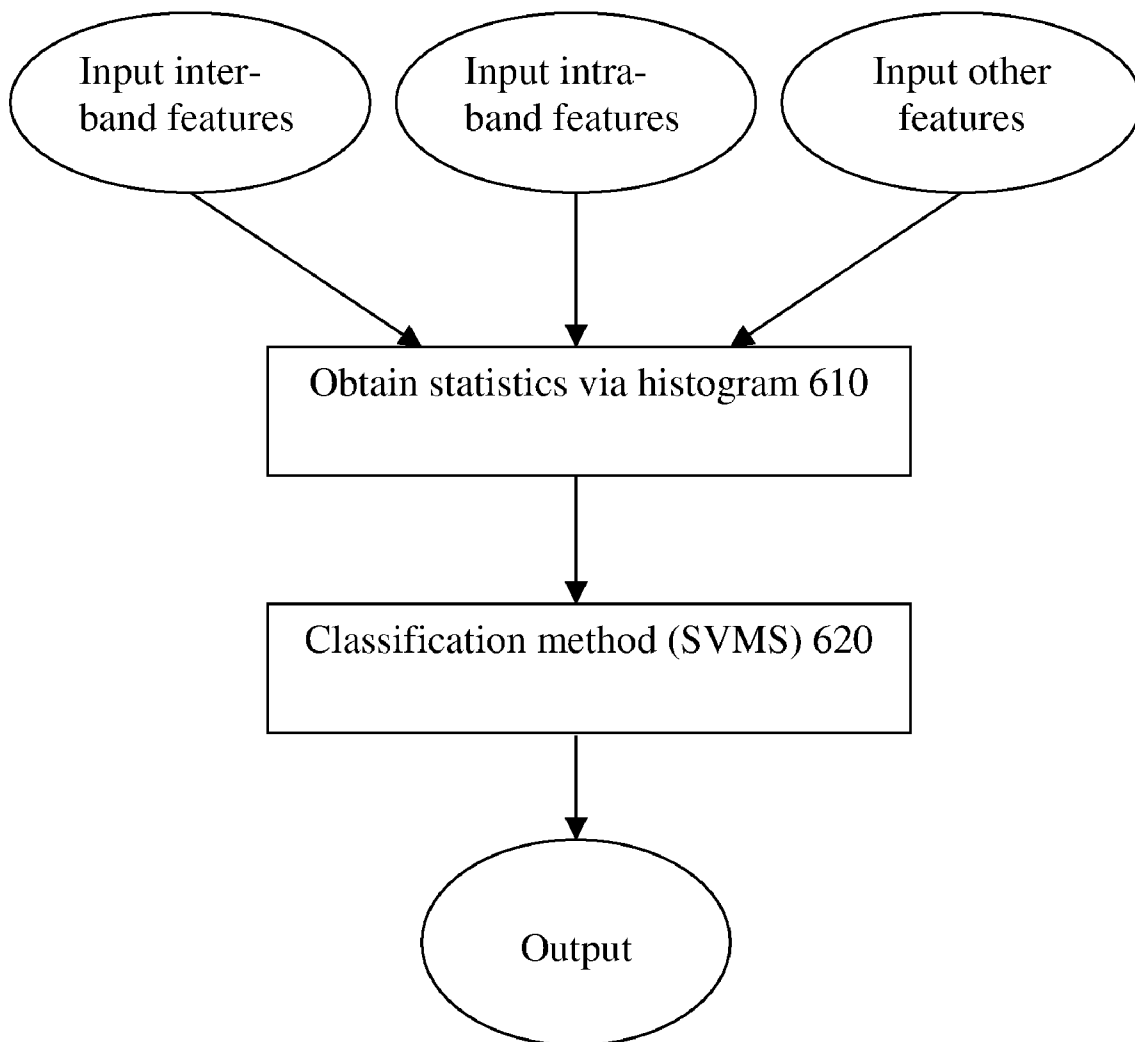 Input inter-
band features
Input intra-
band features
Input other
features
Obtain statistics via histogram 610
Classification method (SVMS) 620
Output